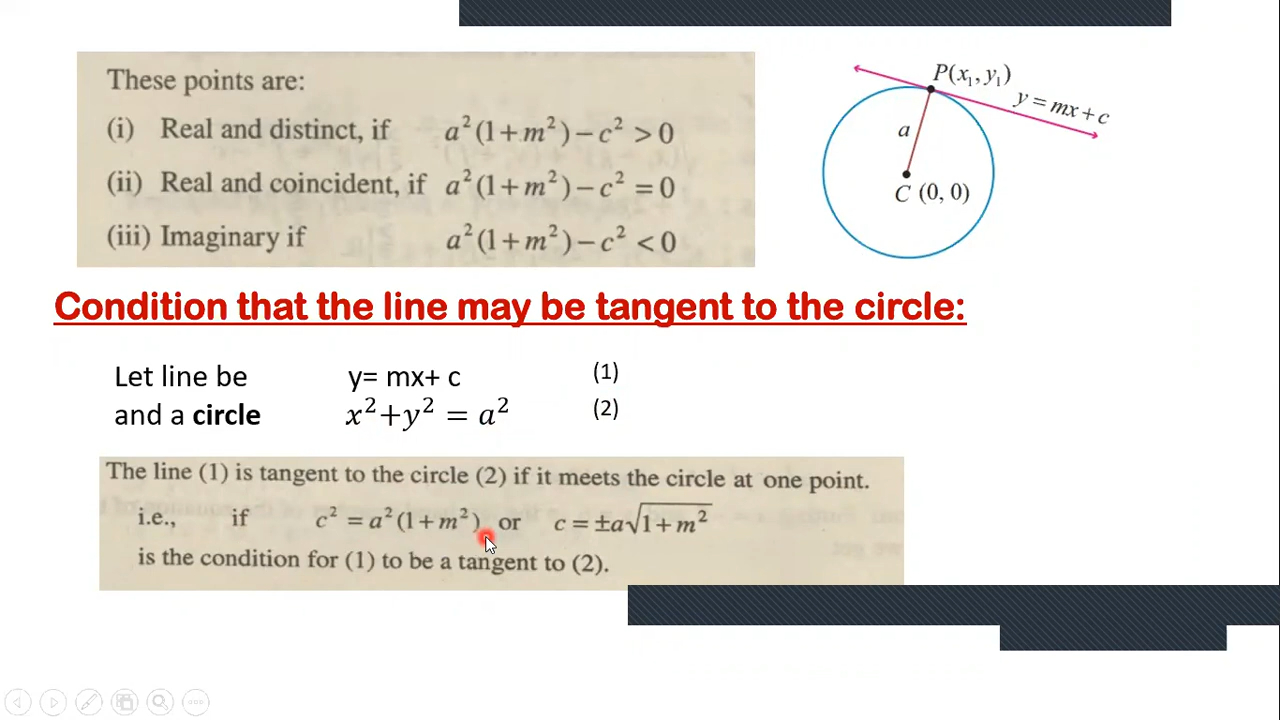 These points are:
(i) Real and distinct, if a²(1+m²)−c² >0
(ii) Real and coincident, if a²(1+m²)−c² =0
(iii) Imaginary if a²(1+m²)−c² <0
P(x₁, y₁)
y = mx + c
a
C (0, 0)
Condition that the line may be tangent to the circle:
Let line be y= mx+ c (1)
and a circle x²+y² = a² (2)
The line (1) is tangent to the circle (2) if it meets the circle at one point.
i.e., if c² = a²(1+m²) or c = ±a√1+m²
is the condition for (1) to be a tangent to (2).